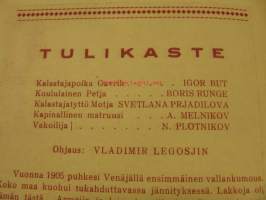 TULIKASTE
Kalastajapoika . . . IGOR BUT
Koululainen Petja . . BORIS RUNGE
Kalastajatyttö Motja SVETLANA PRJADILOVA
Kapinallinen matruusi . A. MELNIKOV
Vakoilija . . . N. PLOTNIKOV
Ohjaus: VLADIMIR LEGOSJIN
Vuonna 1905 puhkesi Venäjällä ensimmäinen vallankumous.
Koko maa kuohui tukahduttavassa jännityksessä. Lakkoja oli
tästä